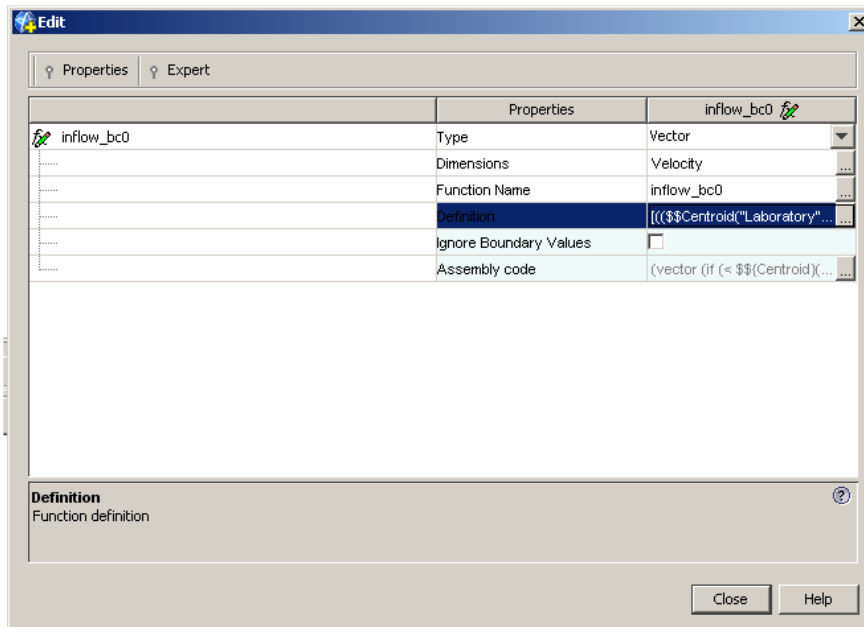 Edit
Properties Expert
Properties inflow_bc0
inflow_bc0 Type Vector
Dimensions Velocity ...
Function Name inflow_bc0 ...
Definition [(($$Centroid("Laboratory"... ...
Ignore Boundary Values
Assembly code (vector (if (< $${Centroid}(... ...
Definition
Function definition
Close Help